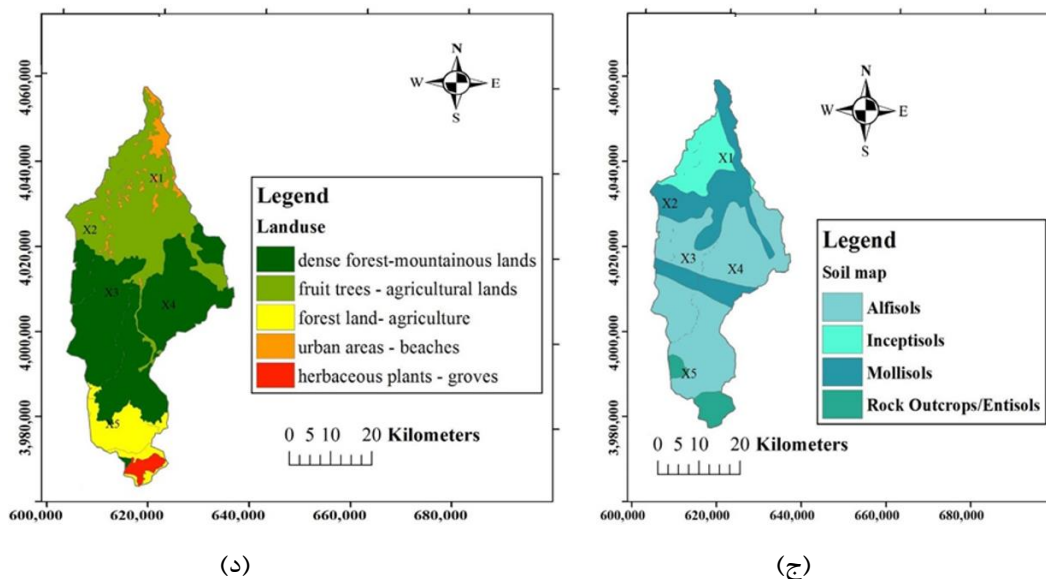 4,060,000
4,040,000
4,020,000
4,000,000
3,980,000
N
W E
S
X1
X2
X3
X4
X5
Legend
Landuse
dense forest-mountainous lands
fruit trees - agricultural lands
forest land- agriculture
urban areas - beaches
herbaceous plants - groves
0 5 10 20 Kilometers
600,000 620,000 640,000 660,000 680,000
(د)
4,060,000
4,040,000
4,020,000
4,000,000
3,980,000
N
W E
S
X1
X2
X3
X4
X5
Legend
Soil map
Alfisols
Inceptisols
Mollisols
Rock Outcrops/Entisols
0 5 10 20 Kilometers
600,000 620,000 640,000 660,000 680,000
(ج)